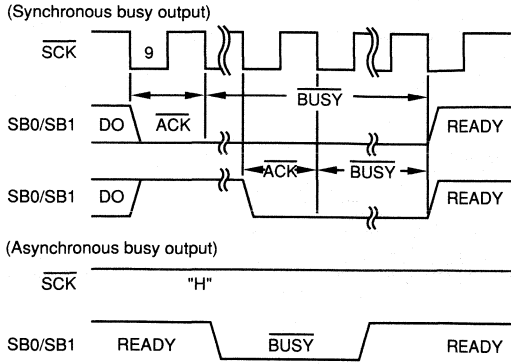 (Synchronous busy output)
SCK 9
ACK BUSY
SB0/SB1 DO READY
ACK BUSY
SB0/SB1 DO READY
(Asynchronous busy output)
SCK "H"
SB0/SB1 READY BUSY READY